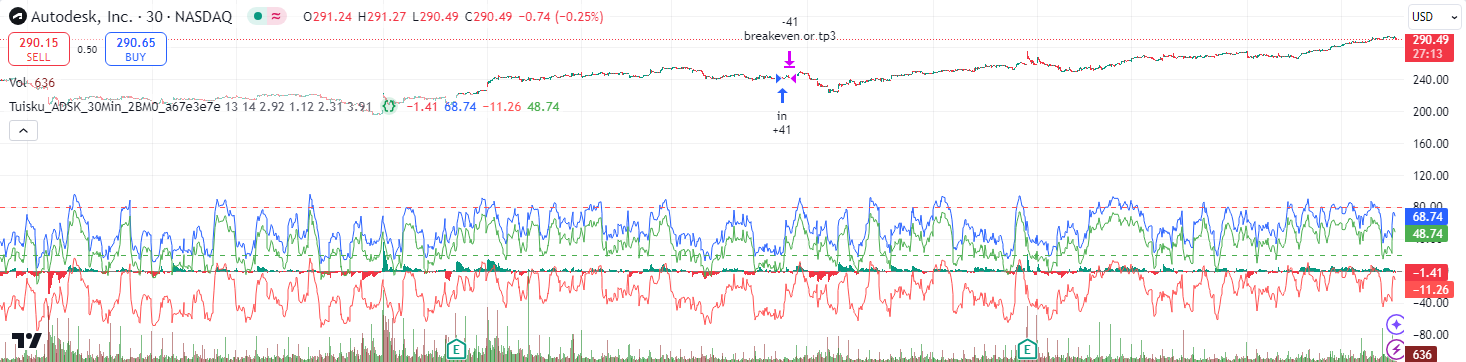 Autodesk, Inc. · 30 · NASDAQ O291.24 H291.27 L290.49 C290.49 −0.74 (−0.25%)
USD
290.15 SELL
0.50
290.65 BUY
-41
breakeven or tp3
290.49
27:13
Vol 636
240.00
Tuisku_ADSK_30Min_2BM0_a67e3e7e 13 14 2.92 1.12 2.31 3.91 −1.41 68.74 −11.26 48.74
200.00
in
+41
160.00
120.00
80.00
68.74
48.74
−1.41
−11.26
−40.00
−80.00
E
E
636